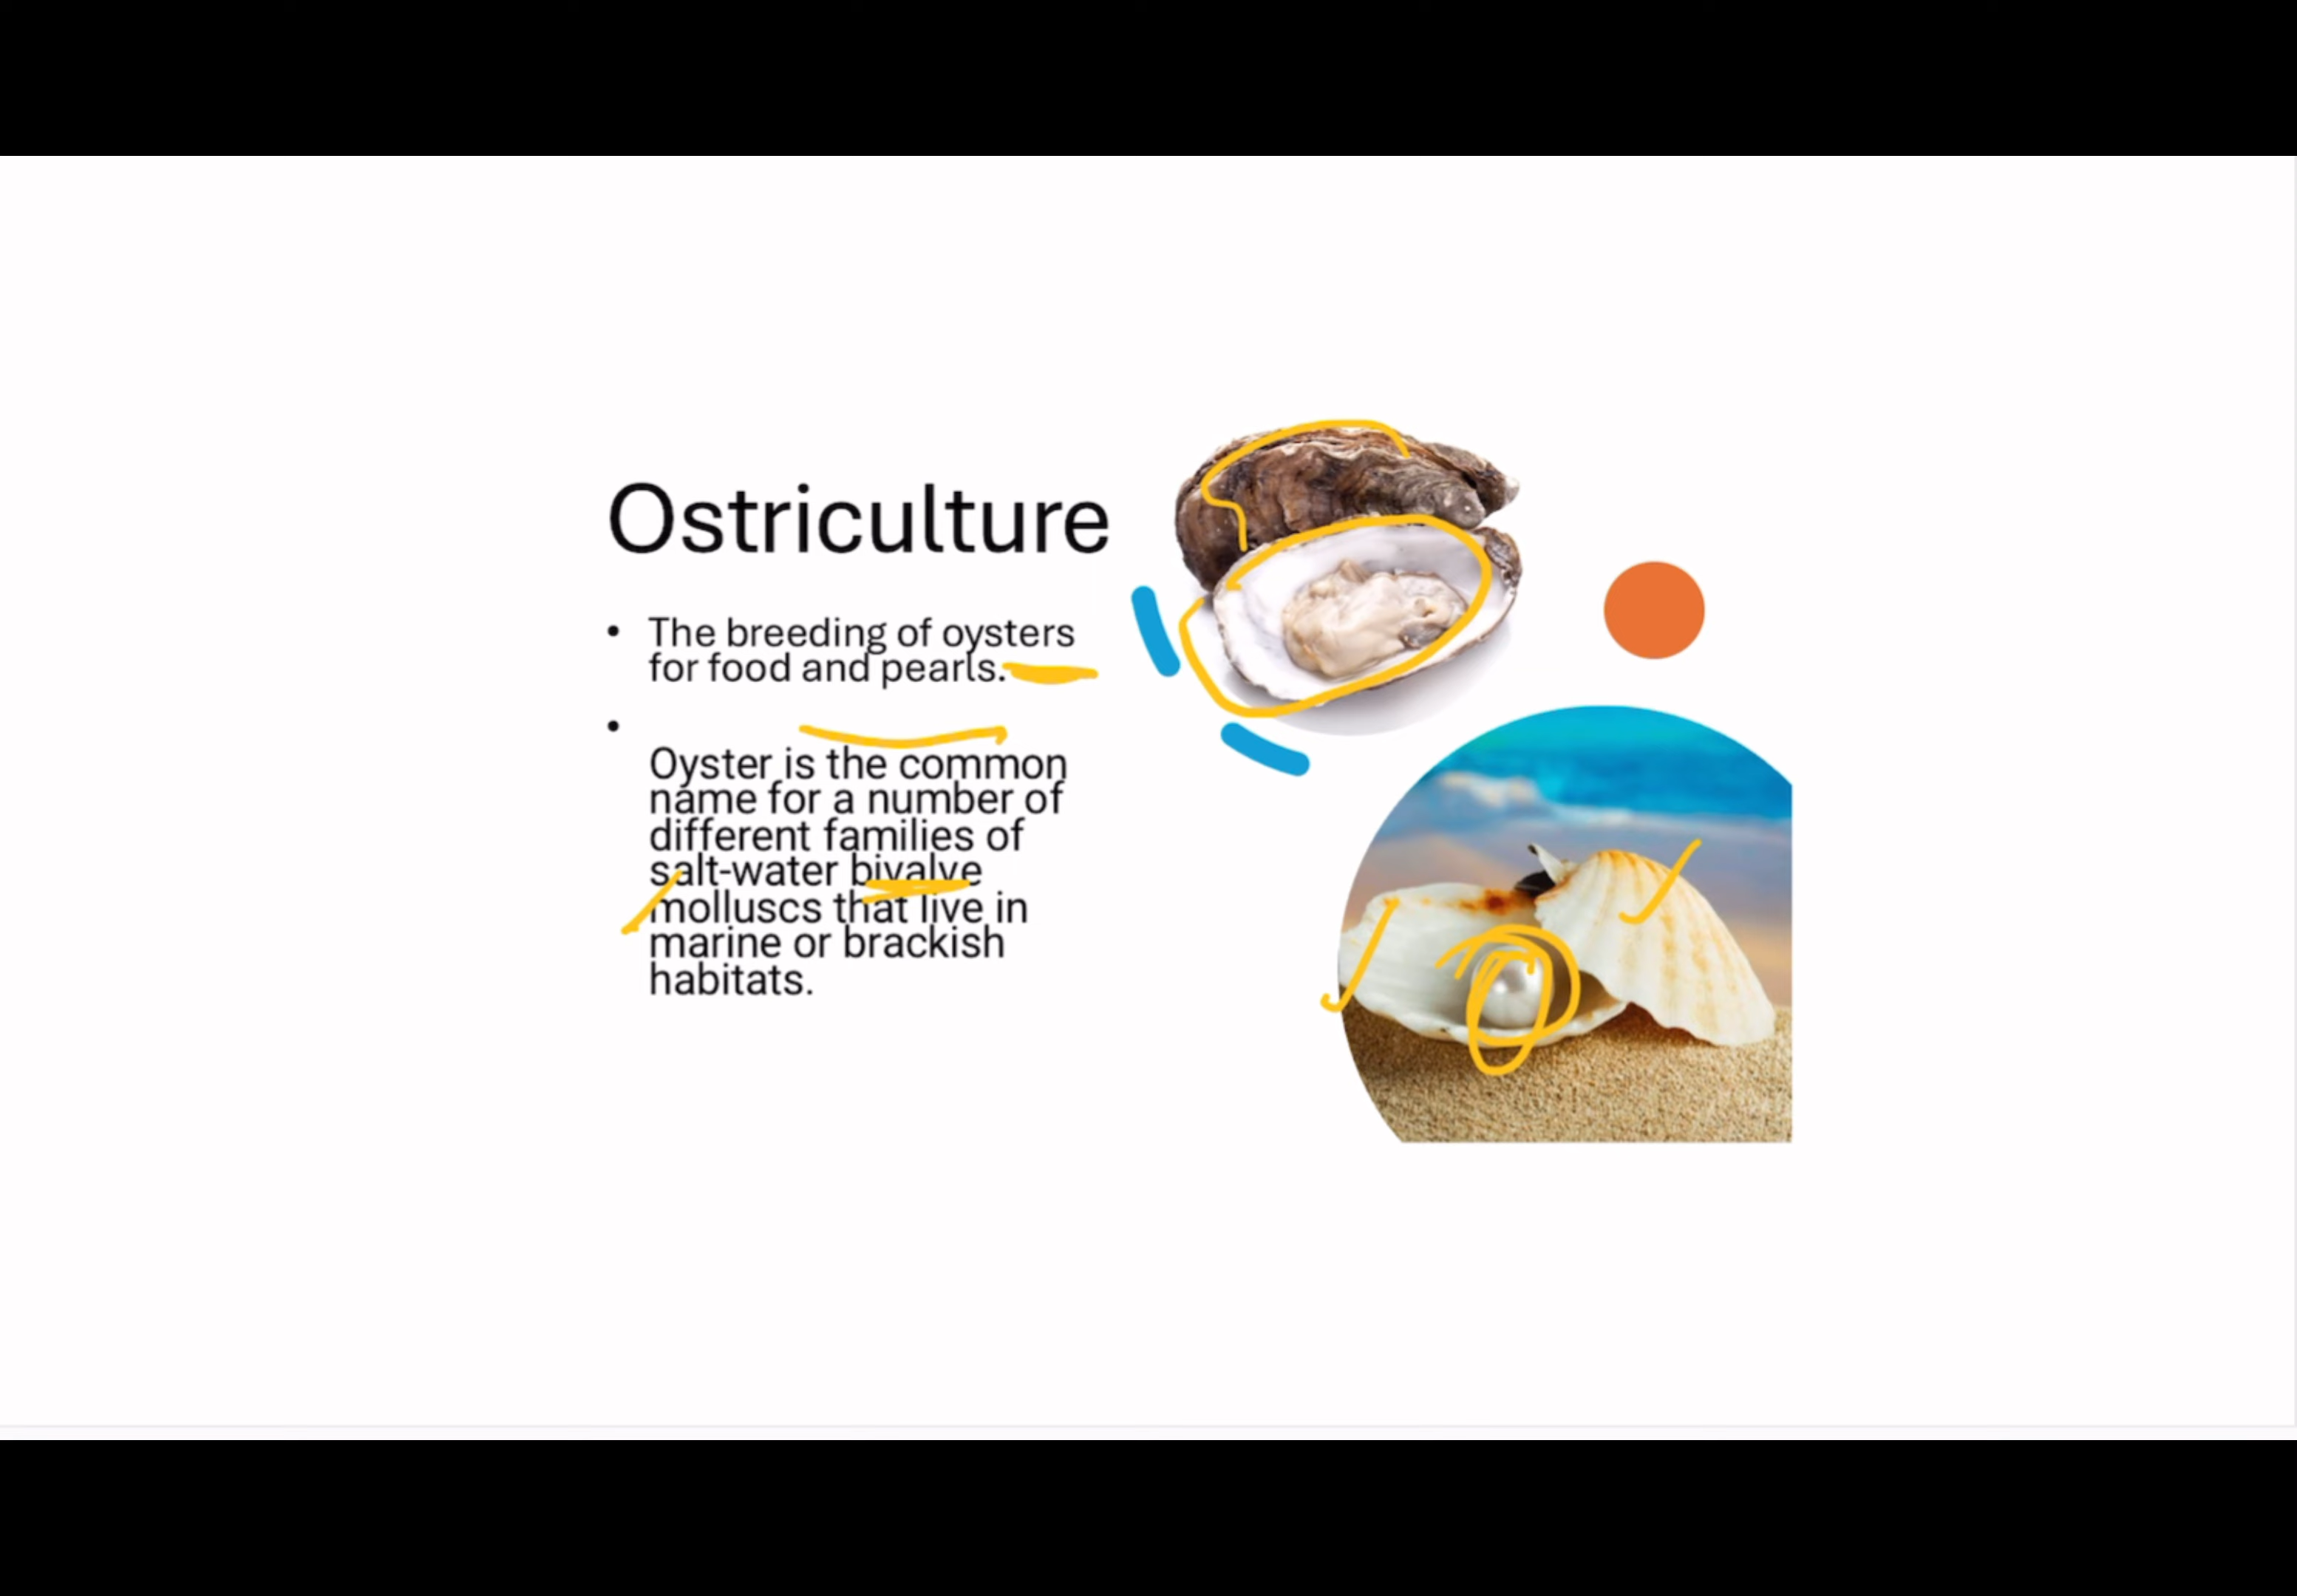 Ostriculture
• The breeding of oysters
for food and pearls.
•
Oyster is the common
name for a number of
different families of
salt-water bivalve
molluscs that live in
marine or brackish
habitats.